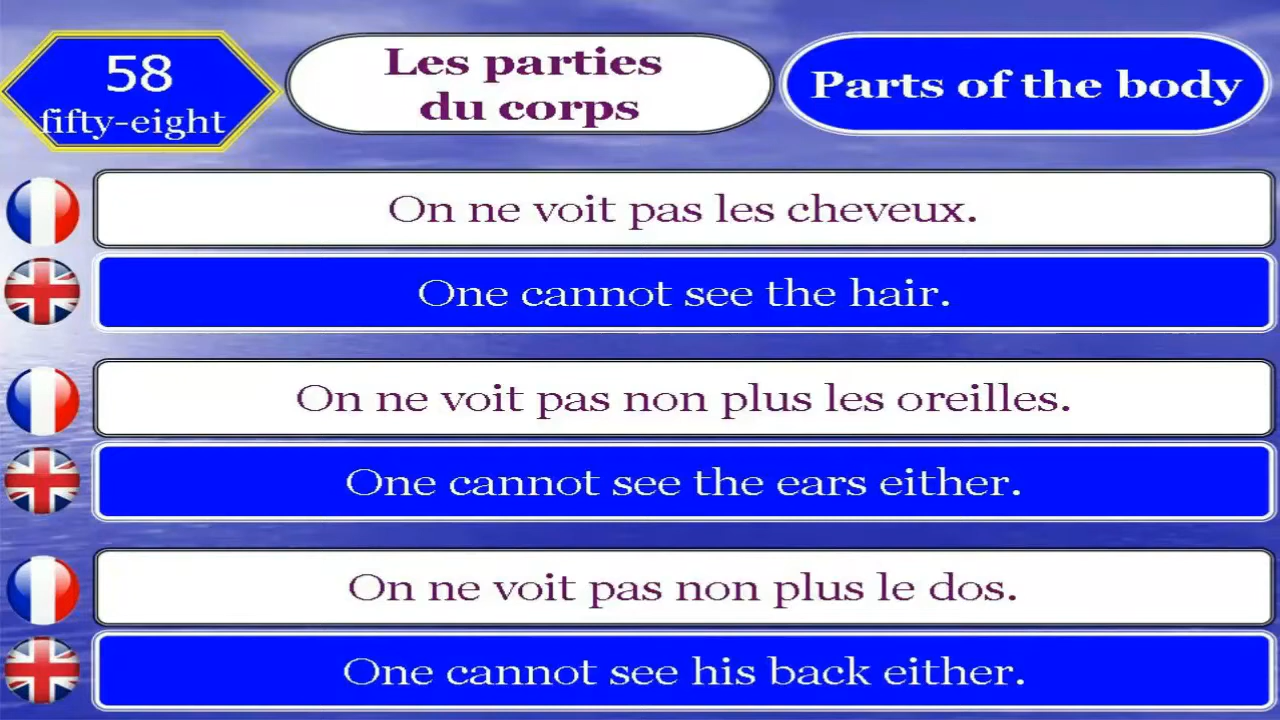 58
fifty-eight
Les parties
du corps
Parts of the body
On ne voit pas les cheveux.
One cannot see the hair.
On ne voit pas non plus les oreilles.
One cannot see the ears either.
On ne voit pas non plus le dos.
One cannot see his back either.